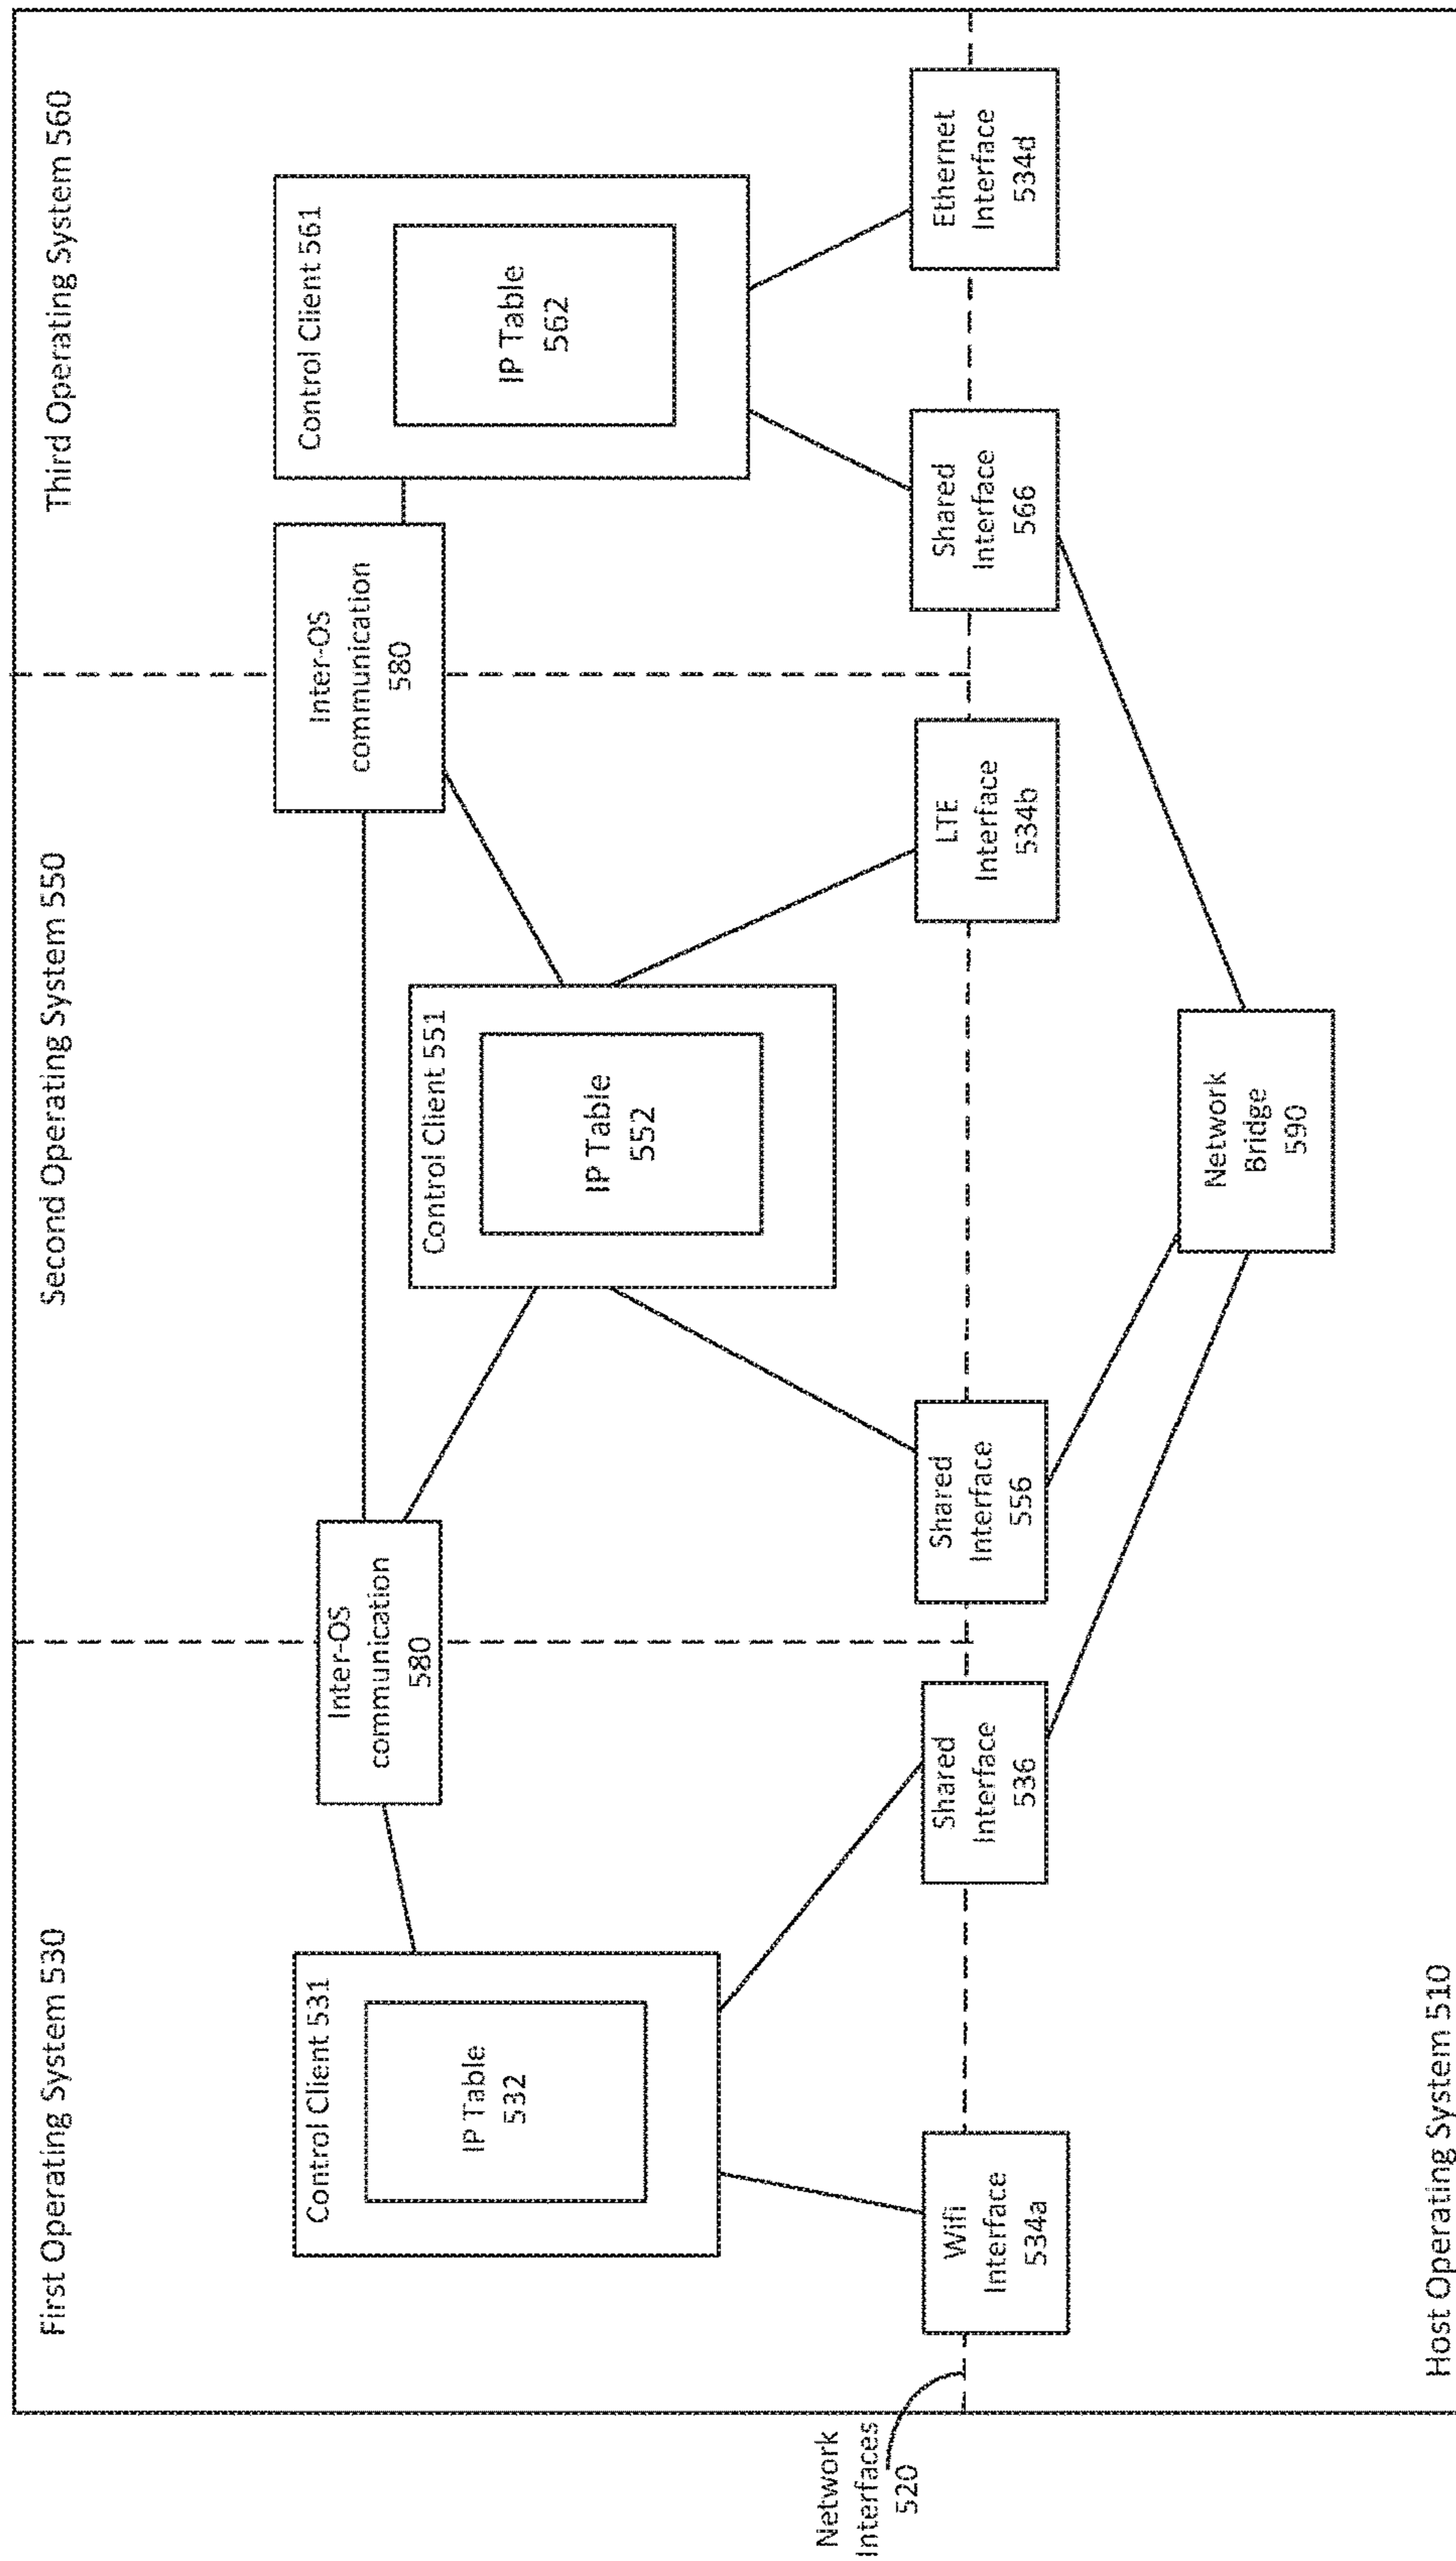 First Operating System 530
Second Operating System 550
Third Operating System 560
Control Client 531
IP Table
532
Inter-OS
communication
580
Control Client 551
IP Table
552
Inter-OS
communication
580
Control Client 561
IP Table
562
Network
Interfaces
520
Wifi
Interface
534a
Shared
Interface
536
Shared
Interface
556
LTE
Interface
534b
Shared
Interface
566
Ethernet
Interface
534d
Network
Bridge
590
Host Operating System 510